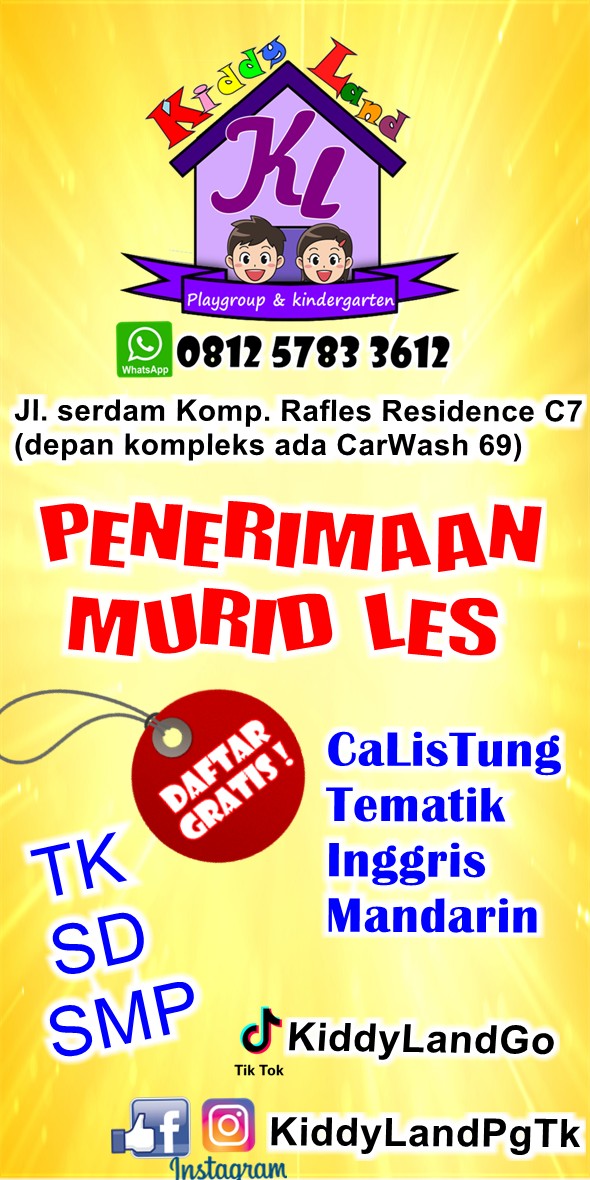 Kiddy Land
KL
Playgroup & kindergarten
WhatsApp
0812 5783 3612
Jl. serdam Komp. Rafles Residence C7
(depan kompleks ada CarWash 69)
PENERIMAAN
MURID LES
DAFTAR
GRATIS !
CaLisTung
Tematik
Inggris
Mandarin
TK
SD
SMP
KiddyLandGo
Tik Tok
f
KiddyLandPgTk
Instagram